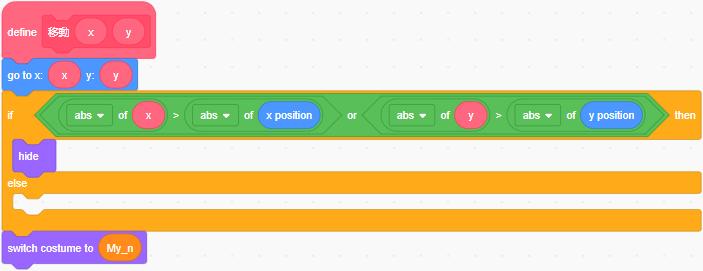 define 移動 x y
go to x: x y: y
if abs of x > abs of x position or abs of y > abs of y position then
hide
else
switch costume to My_n